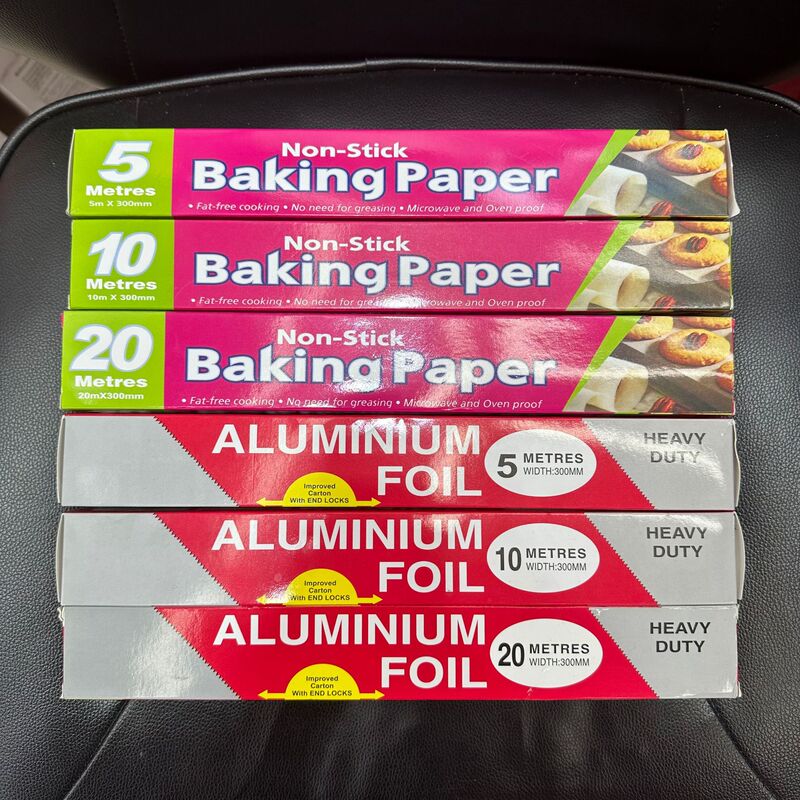 5
Metres
5m X 300mm
Non-Stick
Baking Paper
• Fat-free cooking • No need for greasing • Microwave and Oven proof
10
Metres
10m X 300mm
Non-Stick
Baking Paper
• Fat-free cooking • No need for greasing • Microwave and Oven proof
20
Metres
20mX300mm
Non-Stick
Baking Paper
• Fat-free cooking • No need for greasing • Microwave and Oven proof
ALUMINIUM
FOIL
Improved
Carton
With END LOCKS
5 METRES
WIDTH:300MM
HEAVY
DUTY
ALUMINIUM
FOIL
Improved
Carton
With END LOCKS
10 METRES
WIDTH:300MM
HEAVY
DUTY
ALUMINIUM
FOIL
Improved
Carton
With END LOCKS
20 METRES
WIDTH:300MM
HEAVY
DUTY